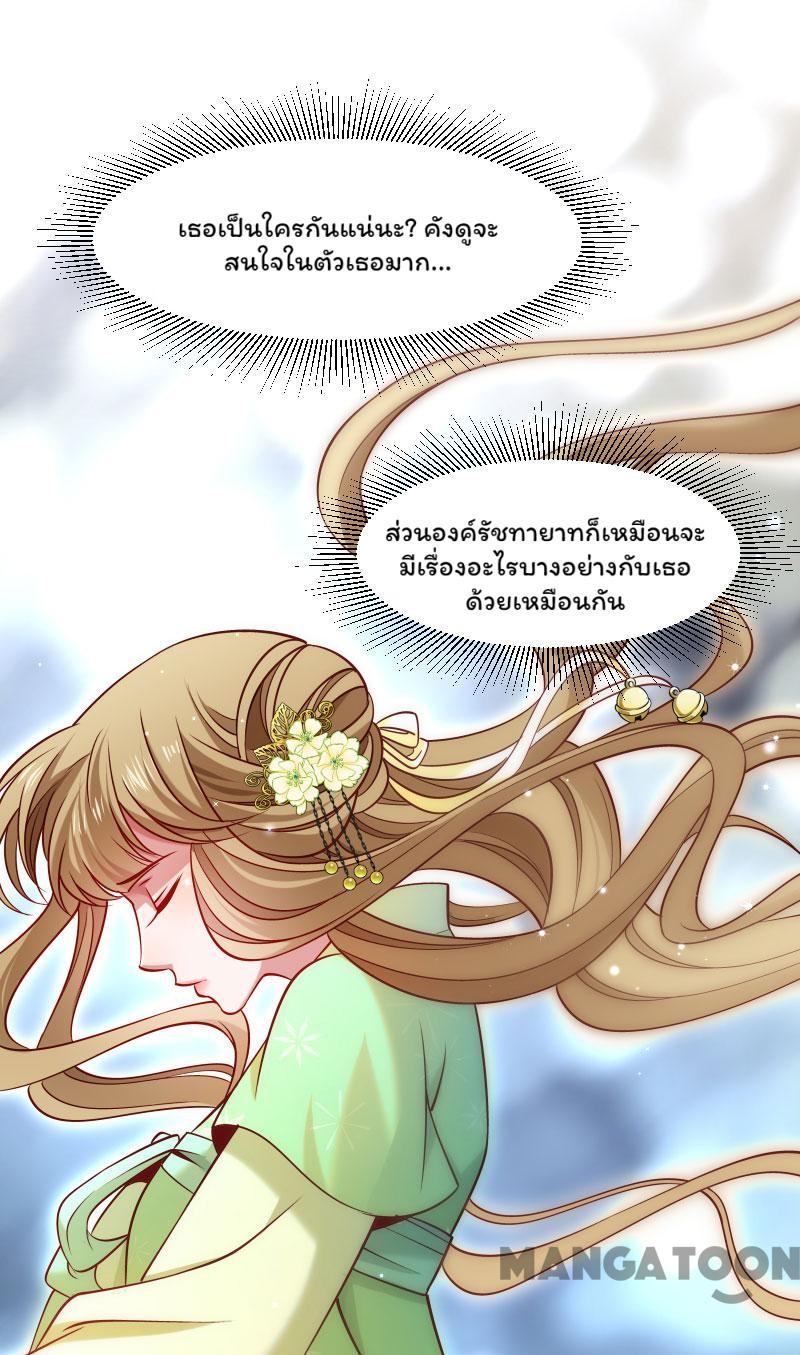 เธอเป็นใครกันแน่นะ? คังดูจะ
สนใจในตัวเธอมาก...
ส่วนองค์รัชทายาทก็เหมือนจะ
มีเรื่องอะไรบางอย่างกับเธอ
ด้วยเหมือนกัน
MANGATOON